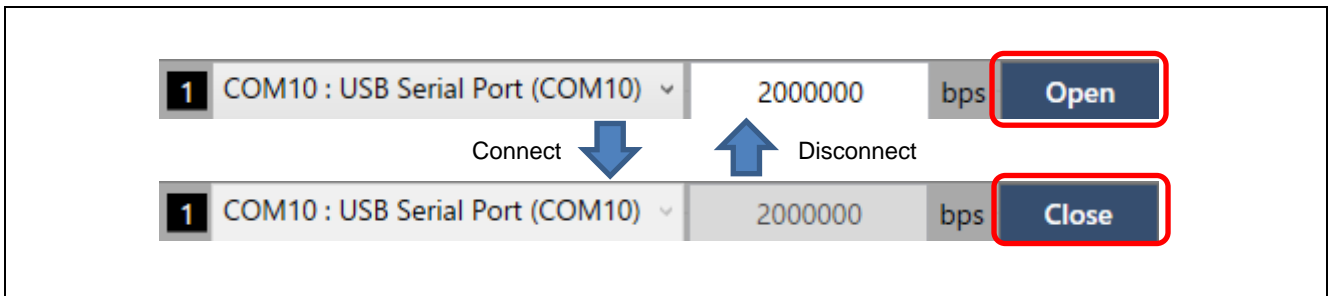 1 COM10 : USB Serial Port (COM10) 2000000 bps Open
Connect Disconnect
1 COM10 : USB Serial Port (COM10) 2000000 bps Close